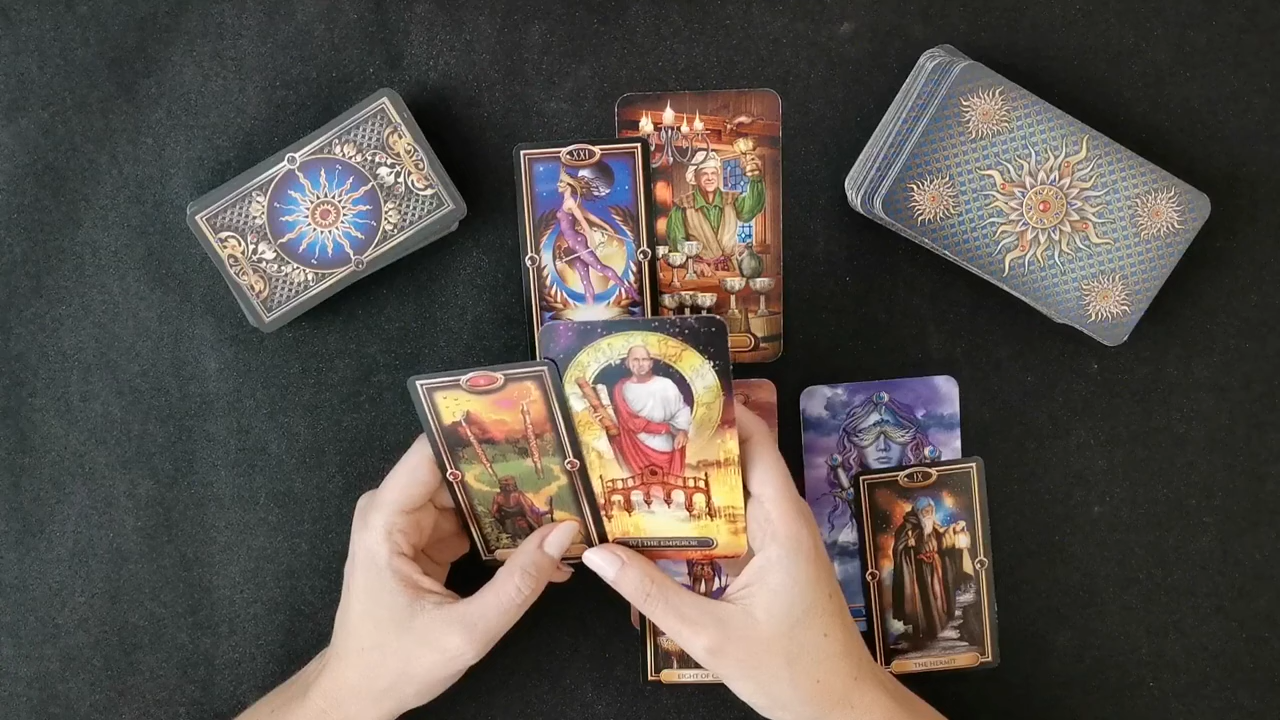 XXI
IV | THE EMPEROR
IX
THE HERMIT
EIGHT OF C